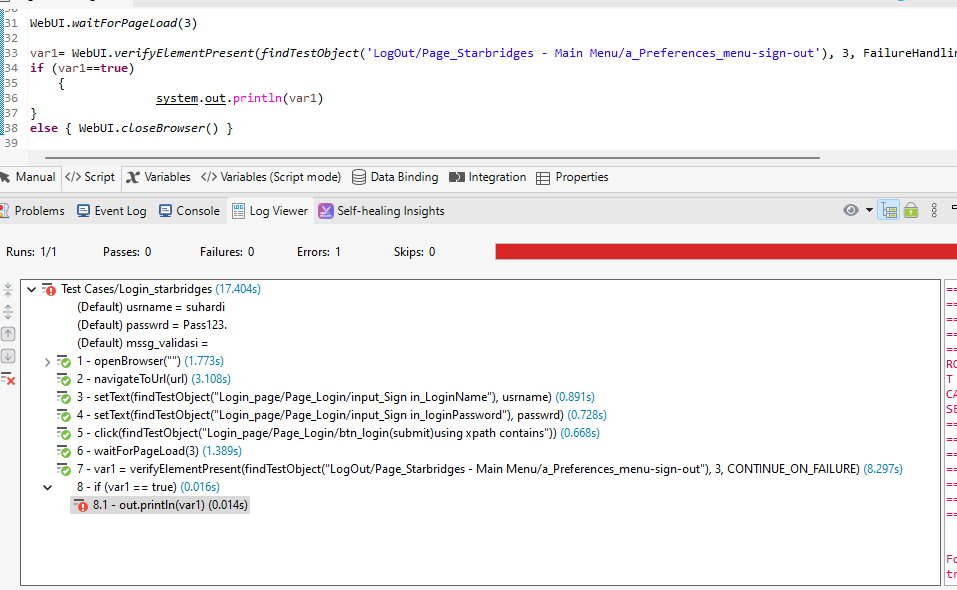 31 WebUI.waitForPageLoad(3)
32
33 var1= WebUI.verifyElementPresent(findTestObject('LogOut/Page_Starbridges - Main Menu/a_Preferences_menu-sign-out'), 3, FailureHandlin
34 if (var1==true)
35 {
36 system.out.println(var1)
37 }
38 else { WebUI.closeBrowser() }
39
Manual </> Script Variables </> Variables (Script mode) Data Binding Integration Properties
Problems Event Log Console Log Viewer Self-healing Insights
Runs: 1/1 Passes: 0 Failures: 0 Errors: 1 Skips: 0
Test Cases/Login_starbridges (17.404s)
(Default) usrname = suhardi
(Default) passwrd = Pass123.
(Default) mssg_validasi =
1 - openBrowser("") (1.773s)
2 - navigateToUrl(url) (3.108s)
3 - setText(findTestObject("Login_page/Page_Login/input_Sign in_LoginName"), usrname) (0.891s)
4 - setText(findTestObject("Login_page/Page_Login/input_Sign in_loginPassword"), passwrd) (0.728s)
5 - click(findTestObject("Login_page/Page_Login/btn_login(submit)using xpath contains")) (0.668s)
6 - waitForPageLoad(3) (1.389s)
7 - var1 = verifyElementPresent(findTestObject("LogOut/Page_Starbridges - Main Menu/a_Preferences_menu-sign-out"), 3, CONTINUE_ON_FAILURE) (8.297s)
8 - if (var1 == true) (0.016s)
8.1 - out.println(var1) (0.014s)
==
==
==
==
==
RO
T
CA
SE
==
==
==
==
==
==
Fo
tr